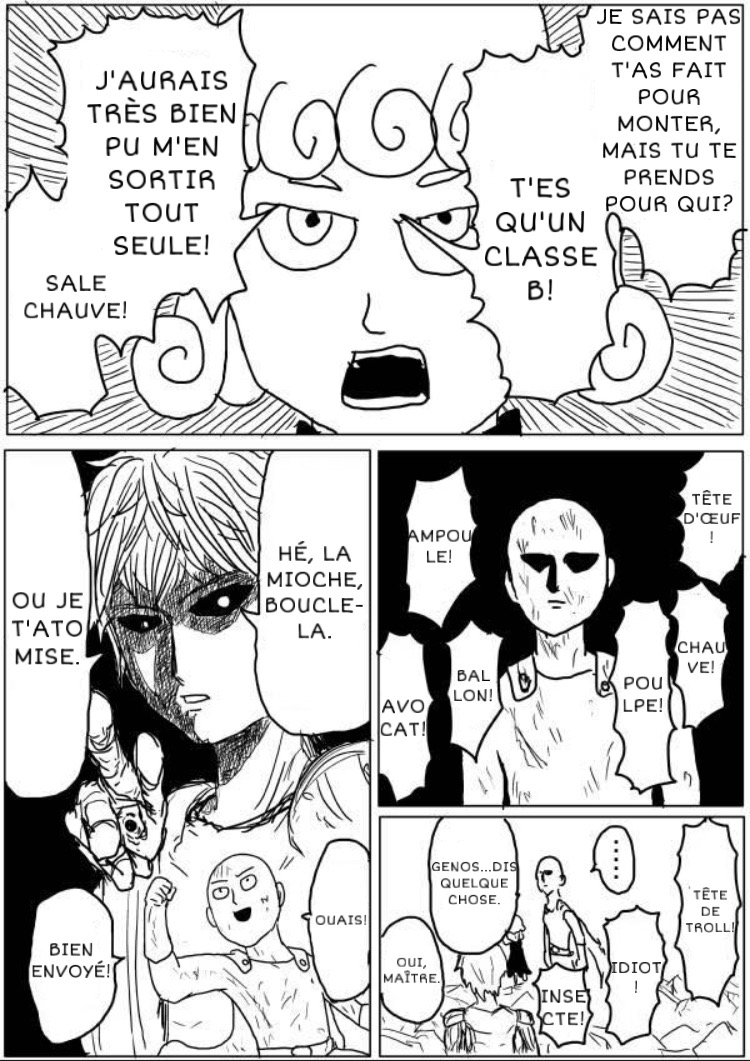 JE SAIS PAS
COMMENT
T'AS FAIT
POUR
MONTER,
MAIS TU TE
PRENDS
POUR QUI?
T'ES
QU'UN
CLASSE
B!
J'AURAIS
TRÈS BIEN
PU M'EN
SORTIR
TOUT
SEULE!
SALE
CHAUVE!
TÊTE
D'ŒUF
!
CHAU
VE!
POU
LPE!
AMPOU
LE!
BAL
LON!
AVO
CAT!
TÊTE
DE
TROLL!
IDIOT
!
INSE
CTE!
......
GENOS...DIS
QUELQUE
CHOSE.
OUI,
MAÎTRE.
HÉ, LA
MIOCHE,
BOUCLE-
LA.
OU JE
T'ATO
MISE.
OUAIS!
BIEN
ENVOYÉ!